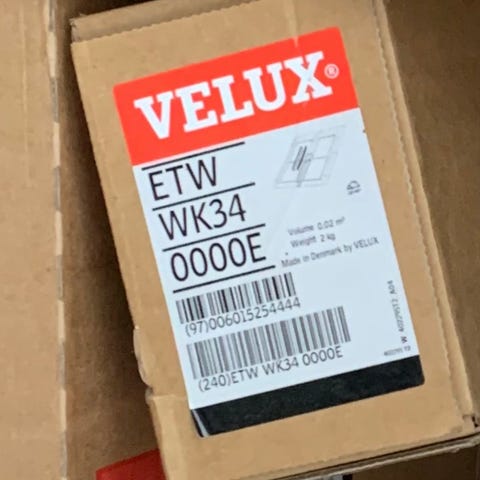 VELUX®
ETW
WK34
0000E
Volume 0.02 m³
Weight 2 kg
Made in Denmark by VELUX
(97)006015254444
(240)ETW WK34 0000E